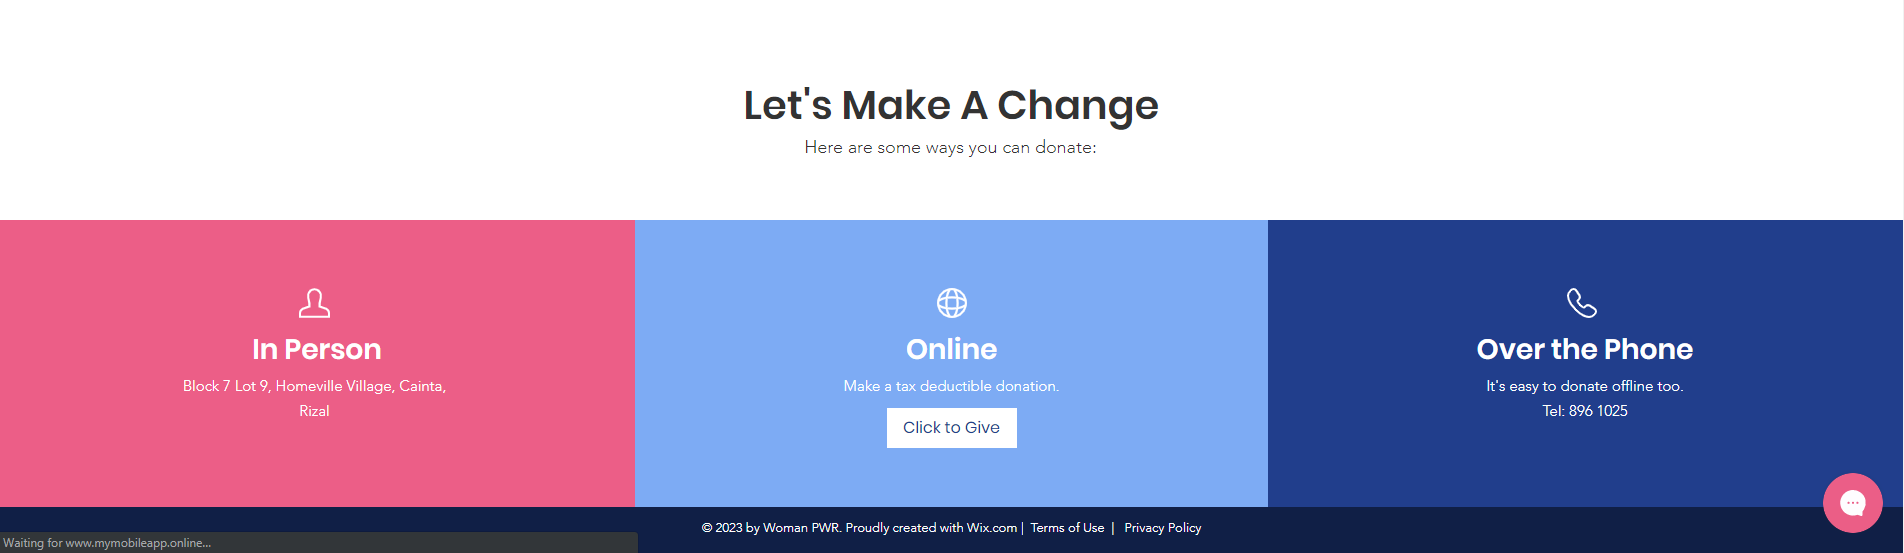 Let's Make A Change
Here are some ways you can donate:
In Person
Block 7 Lot 9, Homeville Village, Cainta,
Rizal
Online
Make a tax deductible donation.
Click to Give
Over the Phone
It's easy to donate offline too.
Tel: 896 1025
© 2023 by Woman PWR. Proudly created with Wix.com | Terms of Use | Privacy Policy
Waiting for www.mymobileapp.online...